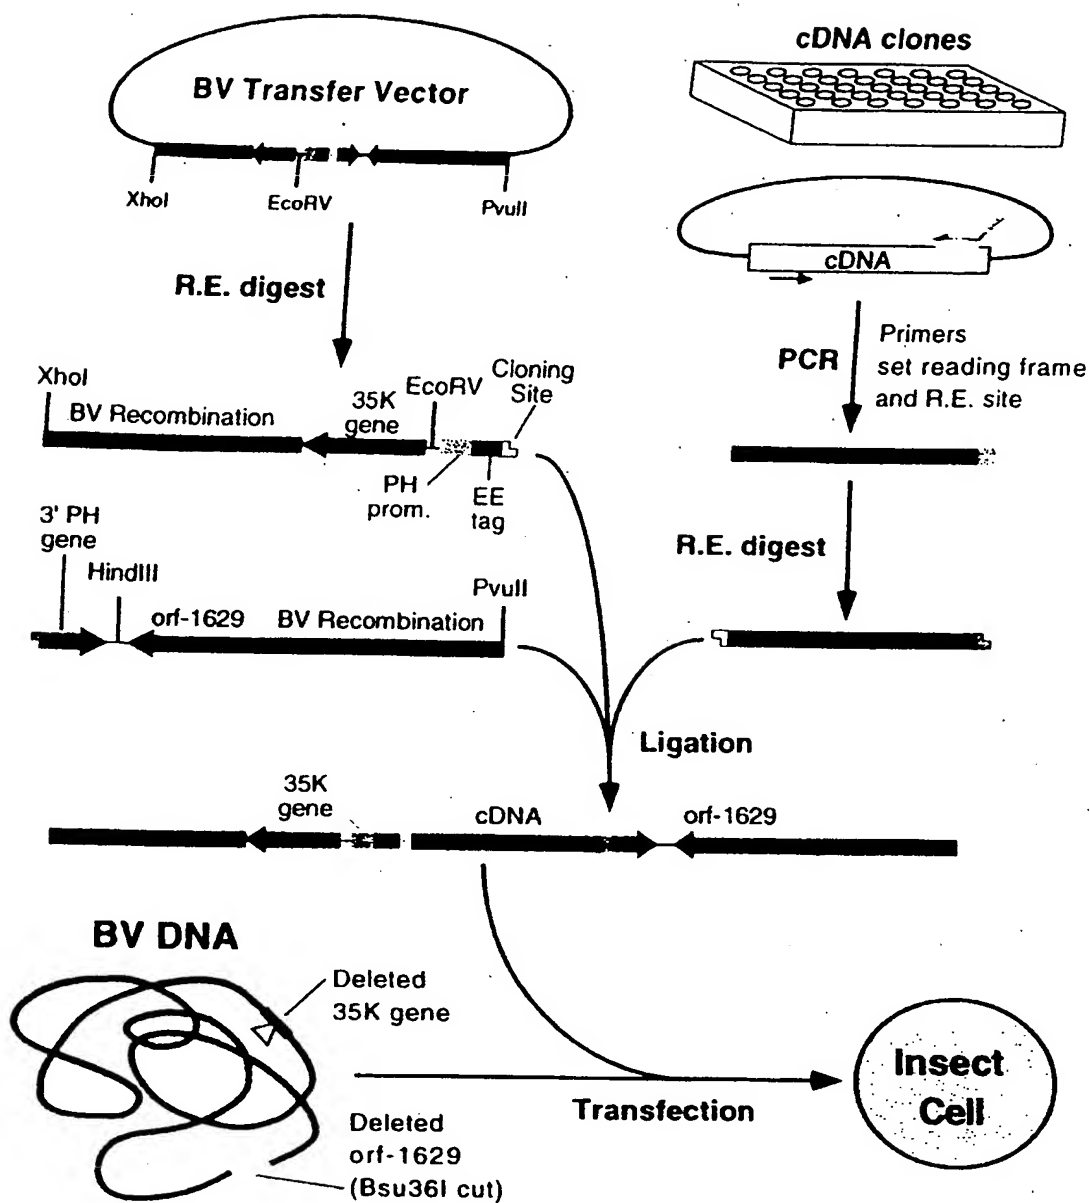 BV Transfer Vector
XhoI
EcoRV
PvuII
R.E. digest
cDNA clones
cDNA
PCR
Primers
set reading frame
and R.E. site
R.E. digest
XhoI
BV Recombination
35K
gene
EcoRV
Cloning
Site
PH
prom.
EE
tag
3' PH
gene
HindIII
orf-1629
BV Recombination
PvuII
Ligation
35K
gene
cDNA
orf-1629
BV DNA
Deleted
35K gene
Deleted
orf-1629
(Bsu36I cut)
Transfection
Insect
Cell